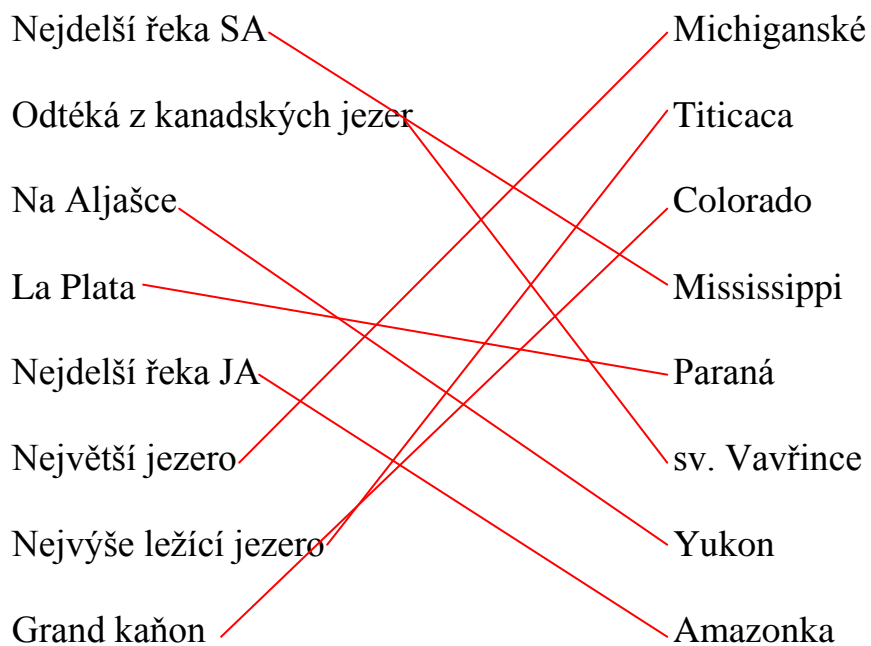 Nejdelší řeka SA Michiganské
Odtéká z kanadských jezer Titicaca
Na Aljašce Colorado
La Plata Mississippi
Nejdelší řeka JA Paraná
Největší jezero sv. Vavřince
Nejvýše ležící jezero Yukon
Grand kaňon Amazonka